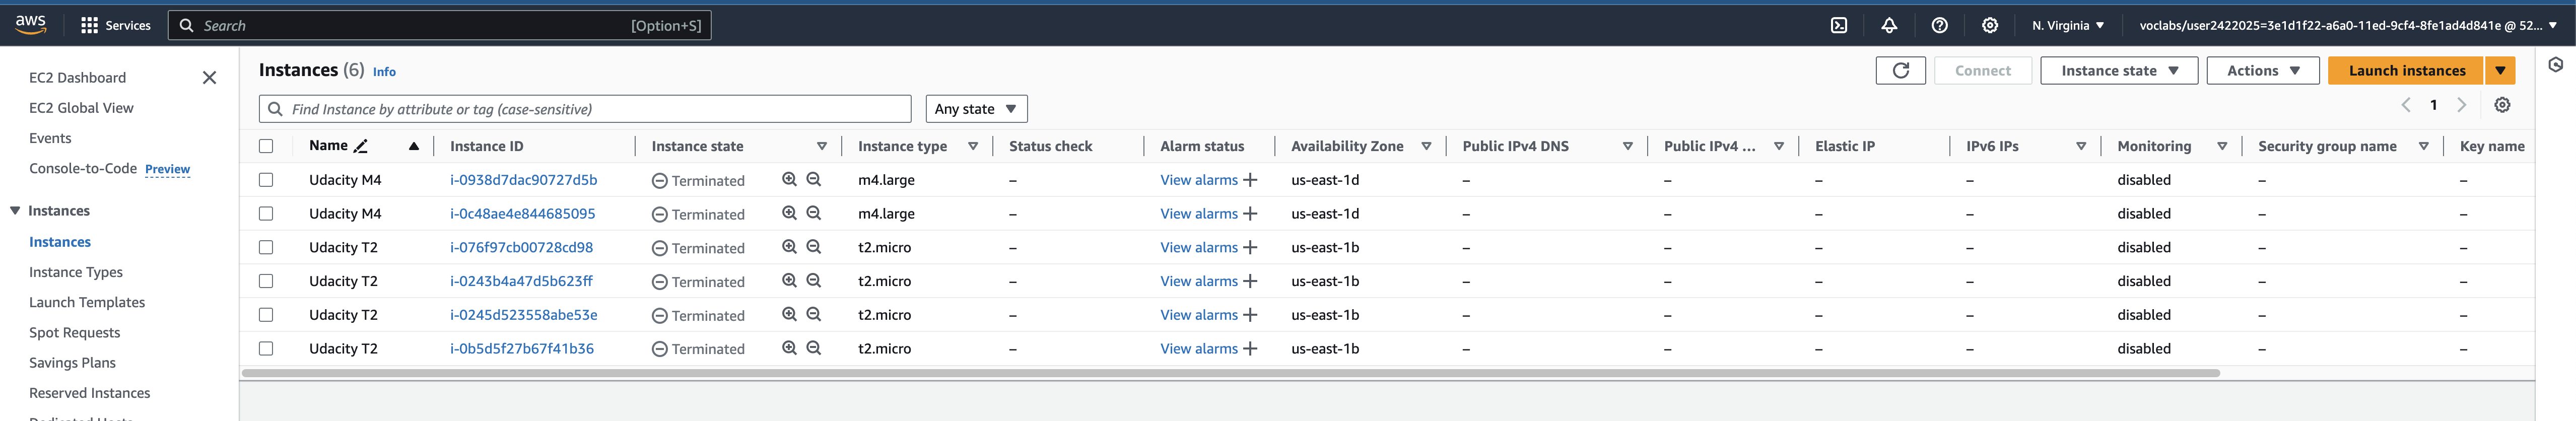 aws Services Search [Option+S] N. Virginia voclabs/user2422025=3e1d1f22-a6a0-11ed-9cf4-8fe1ad4d841e @ 52...
EC2 Dashboard
EC2 Global View
Events
Console-to-Code Preview
Instances
Instances
Instance Types
Launch Templates
Spot Requests
Savings Plans
Reserved Instances
Dedicated Hosts
Instances (6) Info Connect Instance state Actions Launch instances
Find Instance by attribute or tag (case-sensitive) Any state 1
Name Instance ID Instance state Instance type Status check Alarm status Availability Zone Public IPv4 DNS Public IPv4 ... Elastic IP IPv6 IPs Monitoring Security group name Key name
Udacity M4 i-0938d7dac90727d5b Terminated m4.large – View alarms + us-east-1d – – – – disabled – –
Udacity M4 i-0c48ae4e844685095 Terminated m4.large – View alarms + us-east-1d – – – – disabled – –
Udacity T2 i-076f97cb00728cd98 Terminated t2.micro – View alarms + us-east-1b – – – – disabled – –
Udacity T2 i-0243b4a47d5b623ff Terminated t2.micro – View alarms + us-east-1b – – – – disabled – –
Udacity T2 i-0245d523558abe53e Terminated t2.micro – View alarms + us-east-1b – – – – disabled – –
Udacity T2 i-0b5d5f27b67f41b36 Terminated t2.micro – View alarms + us-east-1b – – – – disabled – –